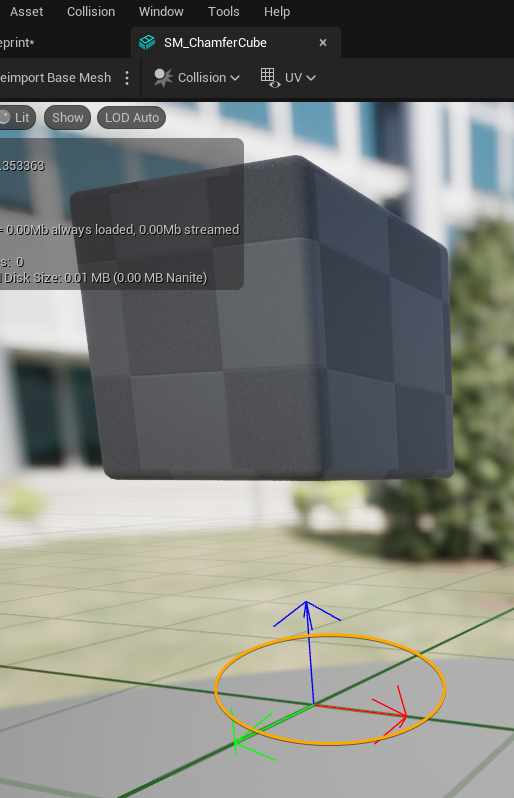 Asset Collision Window Tools Help
eprint* SM_ChamferCube ×
eimport Base Mesh Collision UV
Lit Show LOD Auto
.353363
= 0.00Mb always loaded, 0.00Mb streamed
s: 0
Disk Size: 0.01 MB (0.00 MB Nanite)